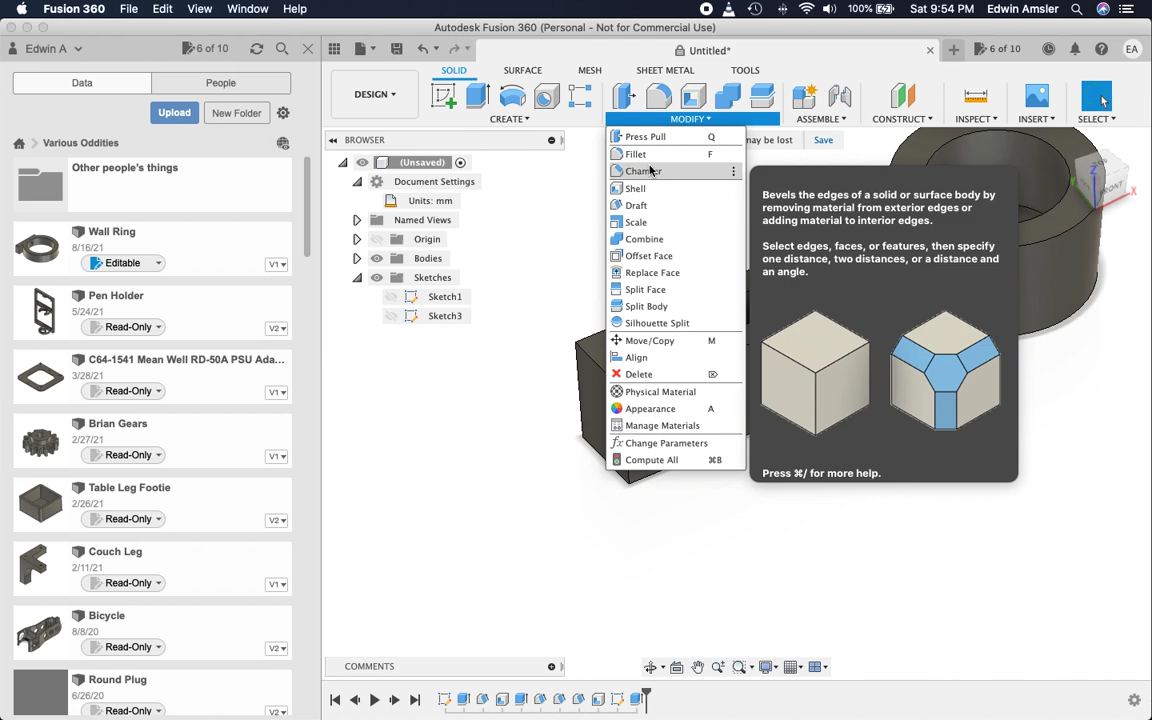 Fusion 360 File Edit View Window Help 100% Sat 9:54 PM Edwin Amsler
Autodesk Fusion 360 (Personal - Not for Commercial Use)
Edwin A 6 of 10 Untitled* 6 of 10 EA
Data People
Upload New Folder
Various Oddities
Other people's things
Wall Ring
8/16/21
Editable V1
Pen Holder
5/24/21
Read-Only V2
C64-1541 Mean Well RD-50A PSU Ada...
3/28/21
Read-Only V1
Brian Gears
2/27/21
Read-Only V1
Table Leg Footie
2/26/21
Read-Only V2
Couch Leg
2/11/21
Read-Only V1
Bicycle
8/8/20
Read-Only V2
Round Plug
6/26/20
Read-Only V2
DESIGN
SOLID SURFACE MESH SHEET METAL TOOLS
CREATE MODIFY ASSEMBLE CONSTRUCT INSPECT INSERT SELECT
BROWSER
(Unsaved)
Document Settings
Units: mm
Named Views
Origin
Bodies
Sketches
Sketch1
Sketch3
may be lost Save
Press Pull Q
Fillet F
Chamfer
Shell
Draft
Scale
Combine
Offset Face
Replace Face
Split Face
Split Body
Silhouette Split
Move/Copy M
Align
Delete ⌦
Physical Material
Appearance A
Manage Materials
Change Parameters
Compute All ⌘B
Bevels the edges of a solid or surface body by
removing material from exterior edges or
adding material to interior edges.
Select edges, faces, or features, then specify
one distance, two distances, or a distance and
an angle.
Press ⌘/ for more help.
Z
X
COMMENTS